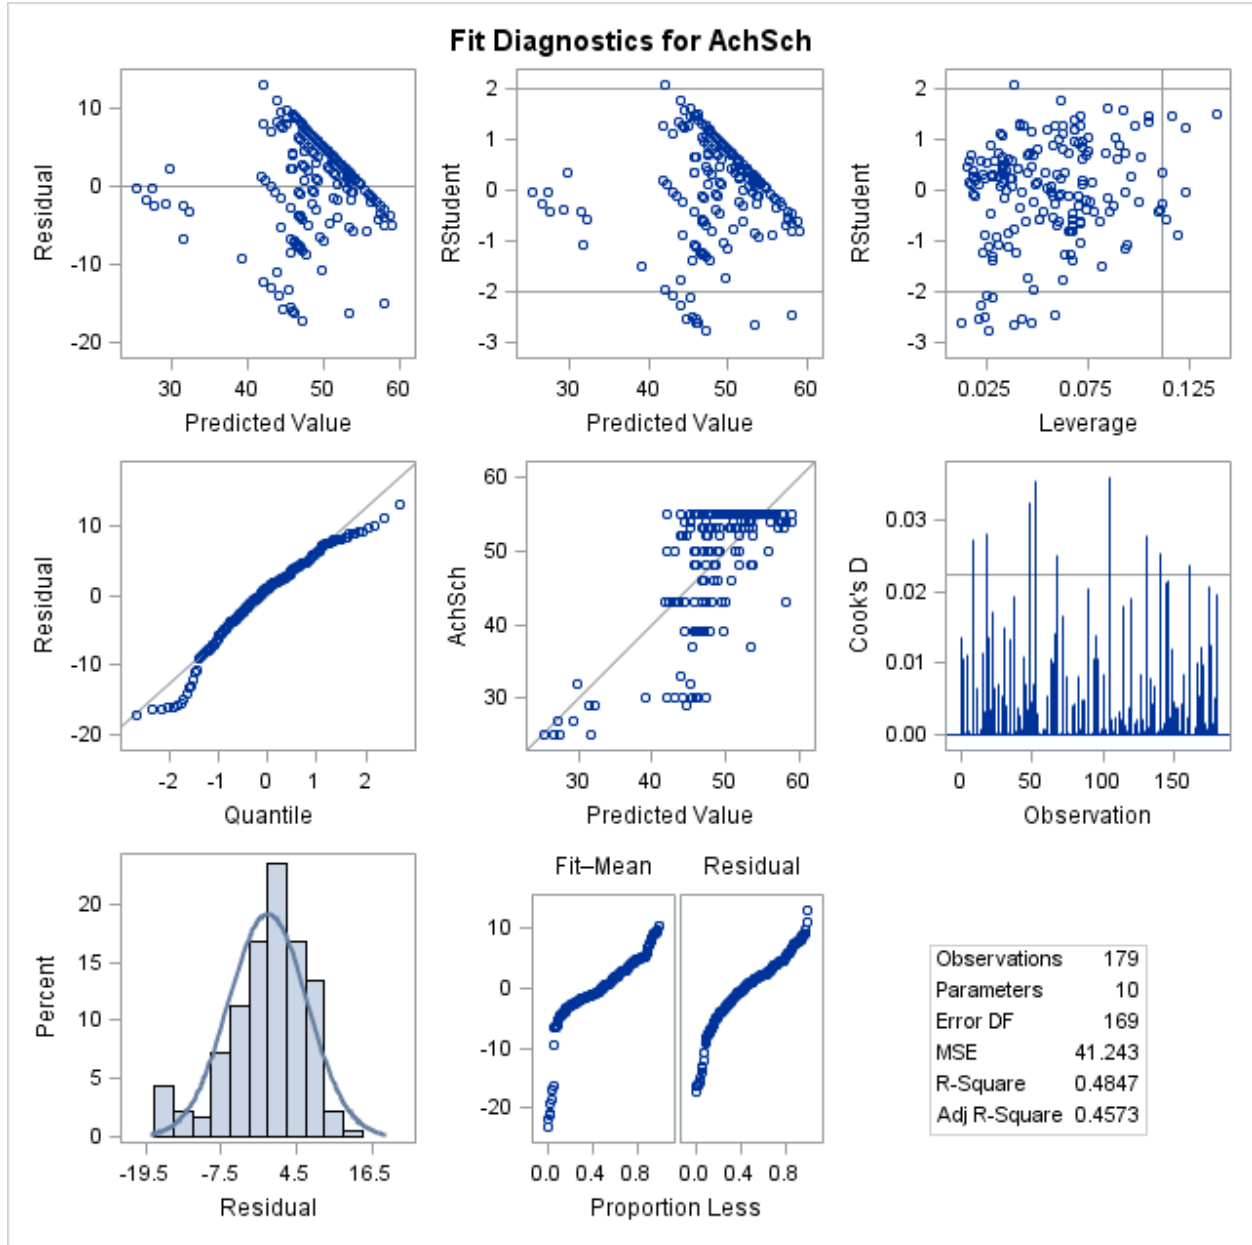 Fit Diagnostics for AchSch
Residual
10
0
-10
-20
30
40
50
60
Predicted Value
RStudent
2
1
0
-1
-2
-3
30
40
50
60
Predicted Value
RStudent
2
1
0
-1
-2
-3
0.025
0.075
0.125
Leverage
Residual
10
0
-10
-20
-2
-1
0
1
2
Quantile
AchSch
60
50
40
30
30
40
50
60
Predicted Value
Cook's D
0.03
0.02
0.01
0.00
0
50
100
150
Observation
Percent
20
15
10
5
0
-19.5
-7.5
4.5
16.5
Residual
Fit–Mean
Residual
10
0
-10
-20
0.0
0.4
0.8
0.0
0.4
0.8
Proportion Less
Observations 179
Parameters 10
Error DF 169
MSE 41.243
R-Square 0.4847
Adj R-Square 0.4573